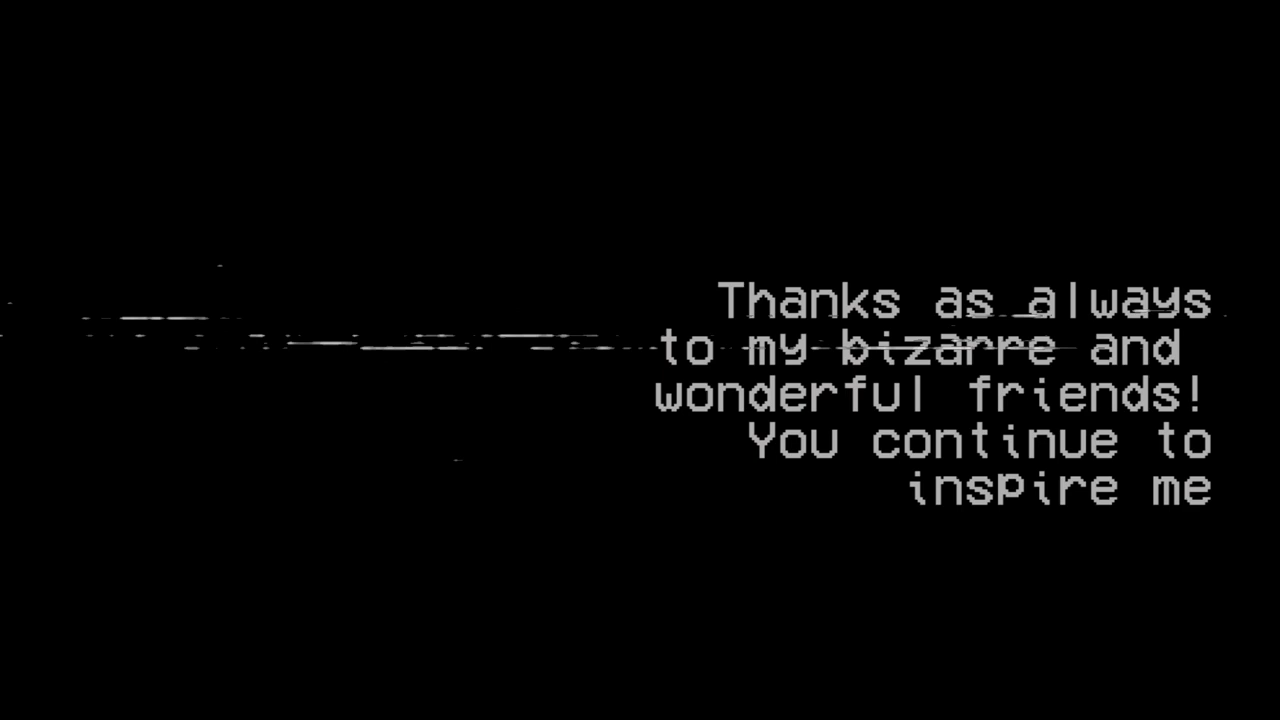 Thanks as always
to my bizarre and
wonderful friends!
You continue to
inspire me